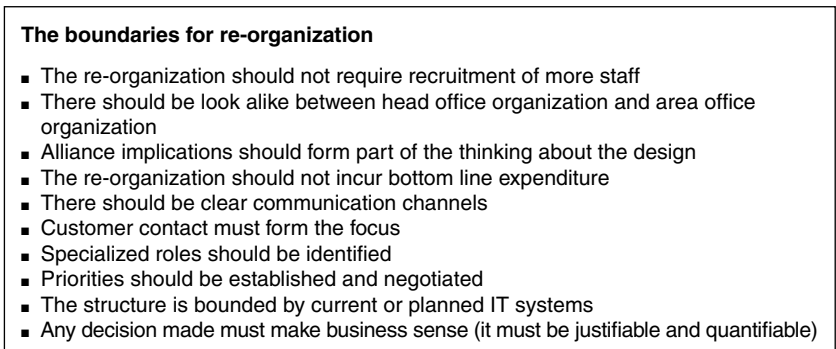 The boundaries for re-organization
▪ The re-organization should not require recruitment of more staff
▪ There should be look alike between head office organization and area office
organization
▪ Alliance implications should form part of the thinking about the design
▪ The re-organization should not incur bottom line expenditure
▪ There should be clear communication channels
▪ Customer contact must form the focus
▪ Specialized roles should be identified
▪ Priorities should be established and negotiated
▪ The structure is bounded by current or planned IT systems
▪ Any decision made must make business sense (it must be justifiable and quantifiable)